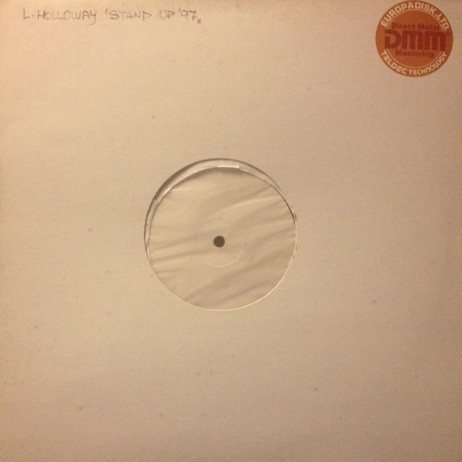 L. HOLLOWAY 'STAND UP '97.
EUROPADISK LTD
Direct Metal
DMM
Mastering
TELDEC TECHNOLOGY